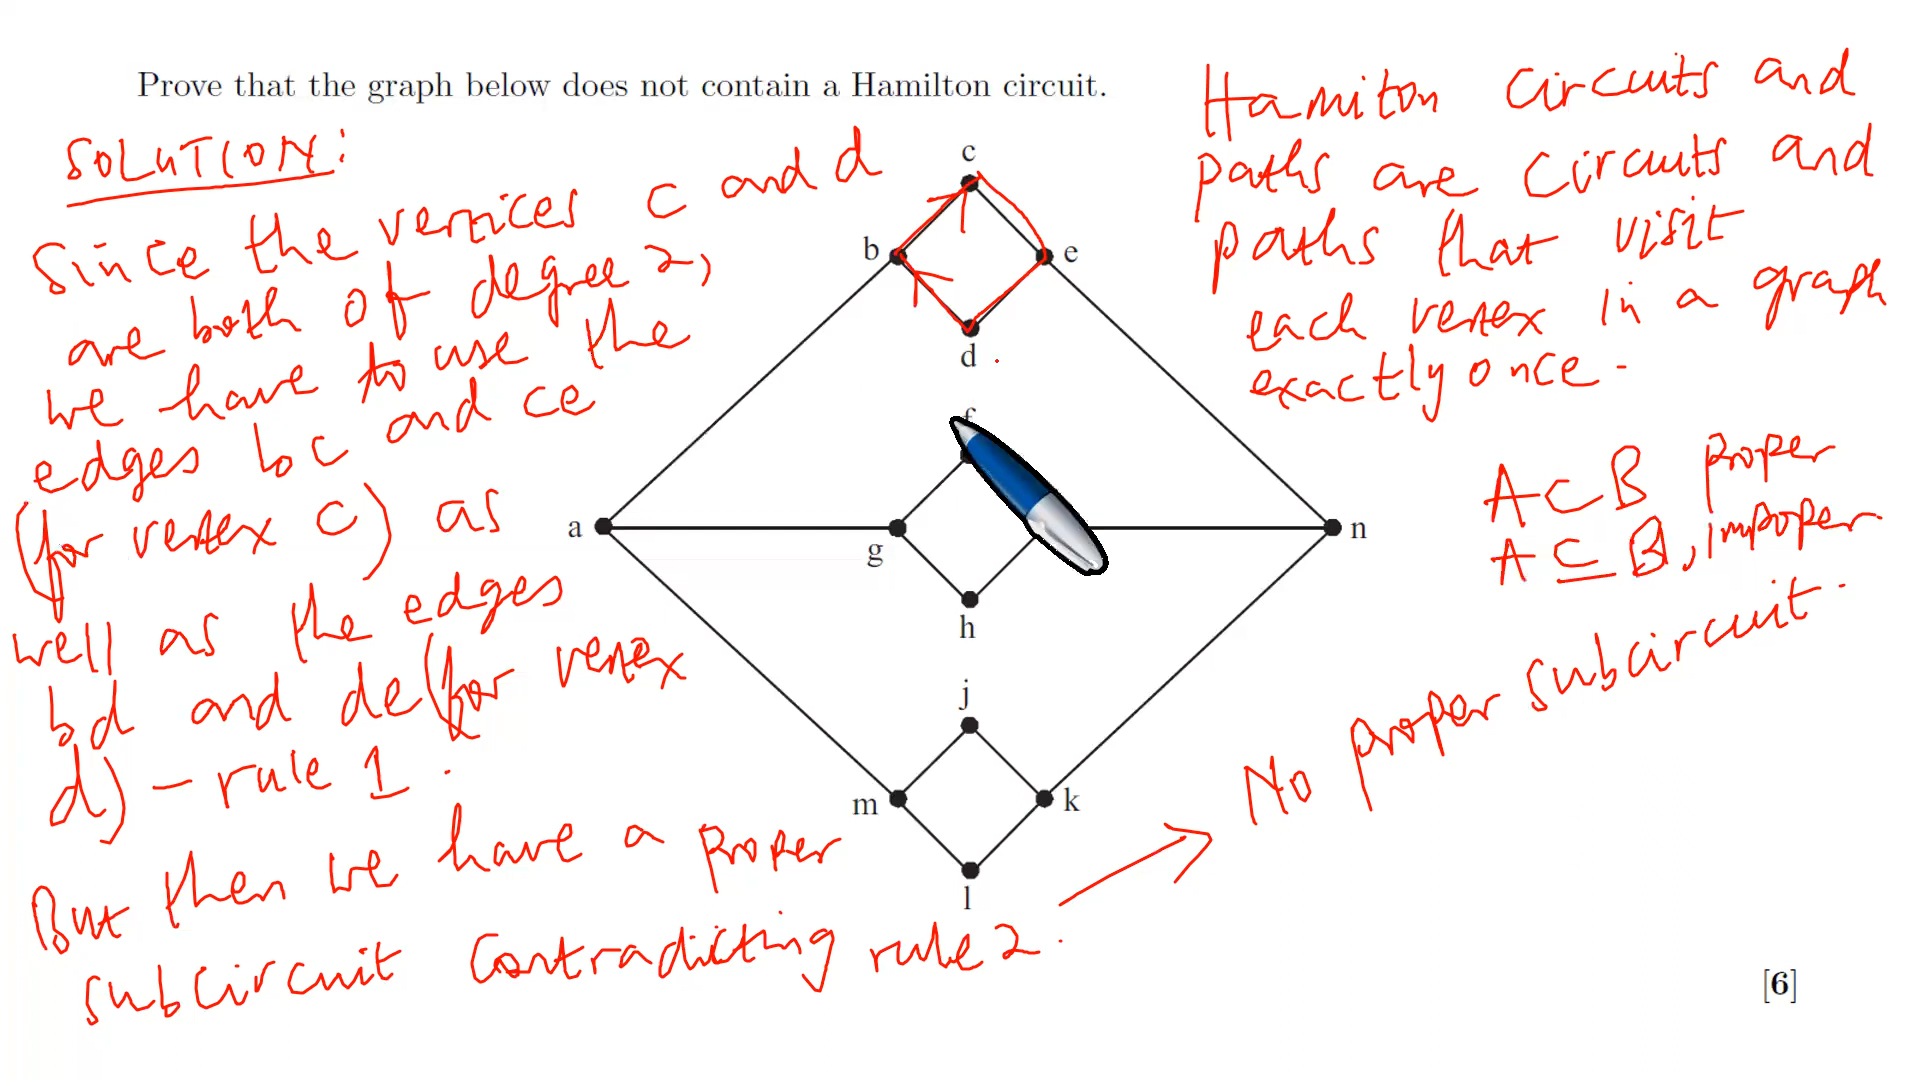 Prove that the graph below does not contain a Hamilton circuit.
SOLUTION:
Since the vertices c and d
are both of degree 2,
we have to use the
edges bc and ce
(for vertex c) as
well as the edges
bd and de (for vertex
d) – rule 1.
But then we have a proper
subcircuit contradicting rule 2.
c
b
e
d
f
a
g
n
h
j
m
k
l
Hamiton circuits and
paths are circuits and
paths that visit
each vertex in a graph
exactly once.
A ⊂ B proper
A ⊆ B, improper
No proper subcircuit.
[6]